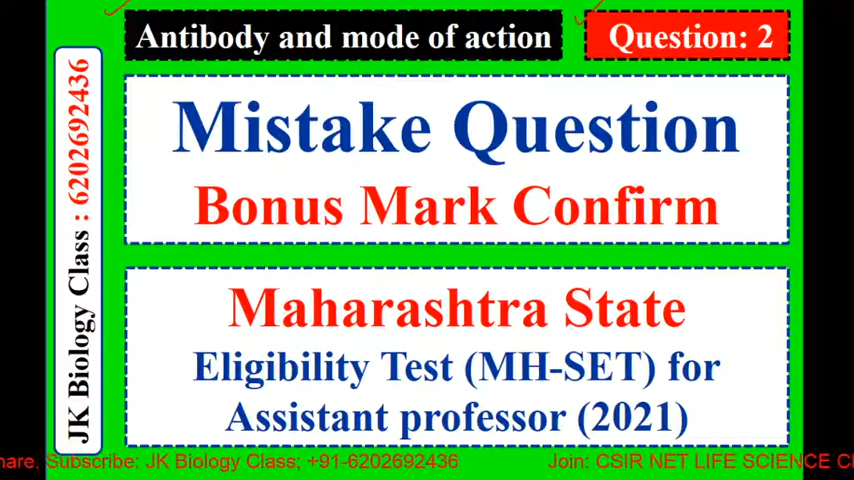 Antibody and mode of action
Question: 2
JK Biology Class : 6202692436
Mistake Question
Bonus Mark Confirm
Maharashtra State
Eligibility Test (MH-SET) for
Assistant professor (2021)
Subscribe: JK Biology Class; +91-6202692436
Join: CSIR NET LIFE SCIENCE